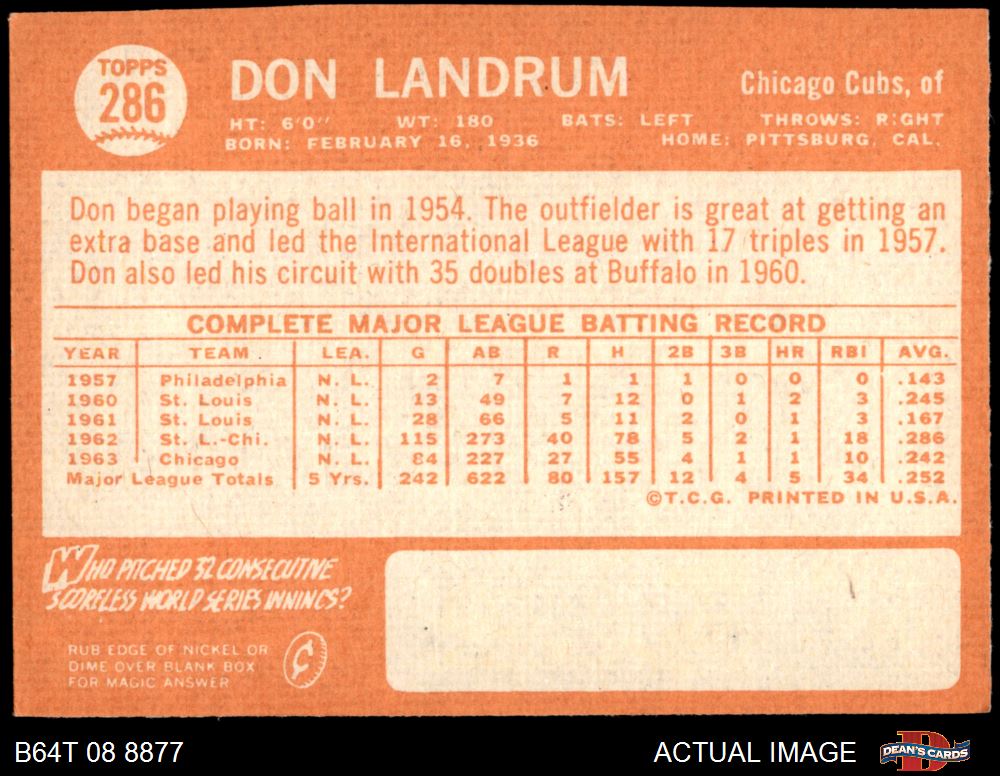 TOPPS
286
DON LANDRUM
Chicago Cubs, of
HT: 6'0" WT: 180 BATS: LEFT THROWS: RIGHT
BORN: FEBRUARY 16, 1936 HOME: PITTSBURG, CAL.
Don began playing ball in 1954. The outfielder is great at getting an
extra base and led the International League with 17 triples in 1957.
Don also led his circuit with 35 doubles at Buffalo in 1960.
COMPLETE MAJOR LEAGUE BATTING RECORD
YEAR TEAM LEA. G AB R H 2B 3B HR RBI AVG.
1957 Philadelphia N. L. 2 7 1 1 1 0 0 0 .143
1960 St. Louis N. L. 13 49 7 12 0 1 2 3 .245
1961 St. Louis N. L. 28 66 5 11 2 0 1 3 .167
1962 St. L.-Chi. N. L. 115 273 40 78 5 2 1 18 .286
1963 Chicago N. L. 84 227 27 55 4 1 1 10 .242
Major League Totals 5 Yrs. 242 622 80 157 12 4 5 34 .252
©T.C.G. PRINTED IN U.S.A.
WHO PITCHED 32 CONSECUTIVE
SCORELESS WORLD SERIES INNINGS?
RUB EDGE OF NICKEL OR
DIME OVER BLANK BOX
FOR MAGIC ANSWER
¢
B64T 08 8877
ACTUAL IMAGE
D
DEAN'S CARDS